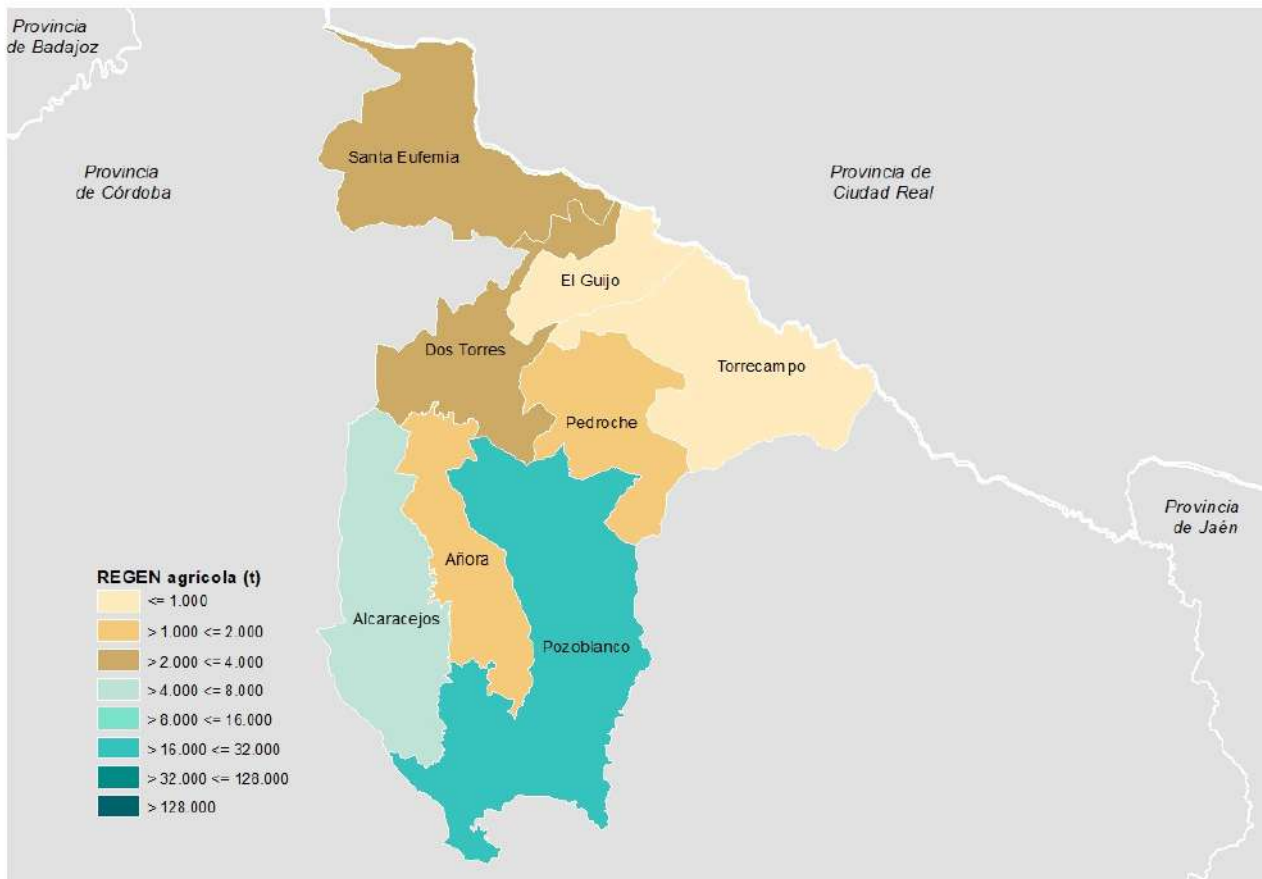 Provincia
de Badajoz
Provincia
de Córdoba
Santa Eufemia
Provincia de
Ciudad Real
El Guijo
Dos Torres
Torrecampo
Pedroche
Provincia
de Jaén
Añora
Alcaracejos
Pozoblanco
REGEN agrícola (t)
<= 1.000
> 1.000 <= 2.000
> 2.000 <= 4.000
> 4.000 <= 8.000
> 8.000 <= 16.000
> 16.000 <= 32.000
> 32.000 <= 128.000
> 128.000